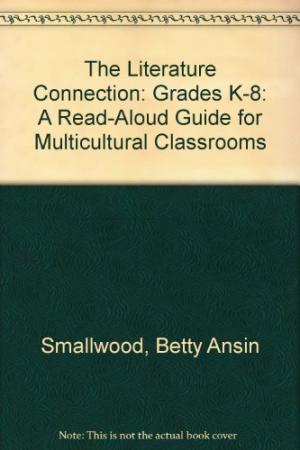 The Literature
Connection: Grades K-8:
A Read-Aloud Guide for
Multicultural Classrooms
Smallwood, Betty Ansin
Note: This is not the actual book cover